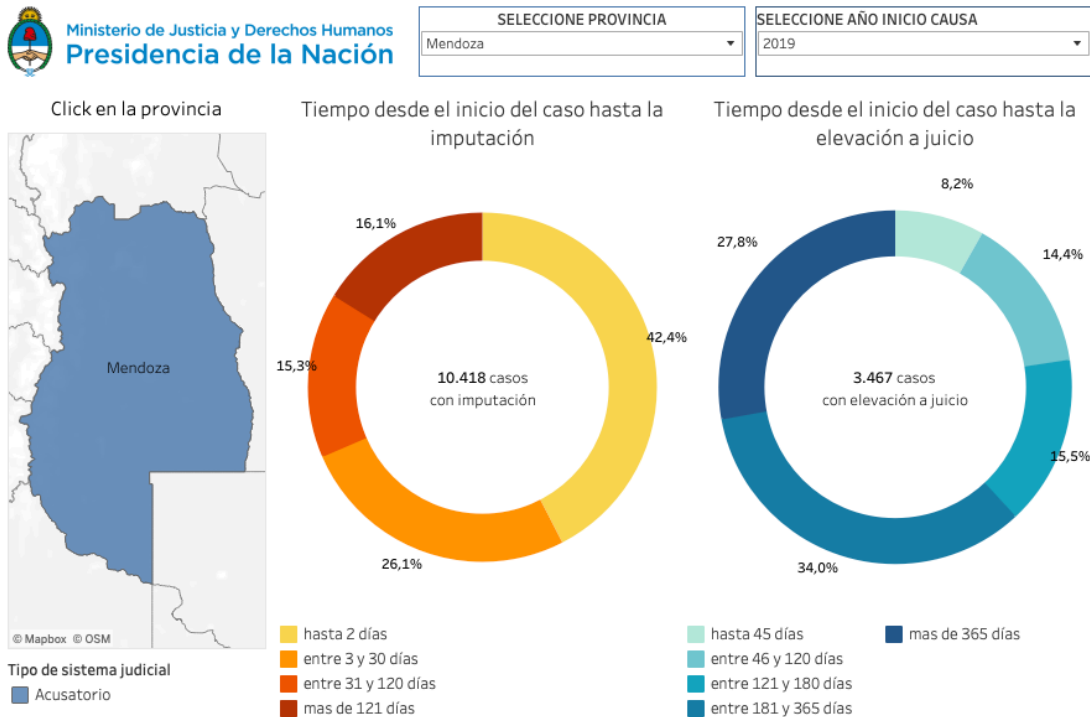 Ministerio de Justicia y Derechos Humanos
Presidencia de la Nación
SELECCIONE PROVINCIA
Mendoza
SELECCIONE AÑO INICIO CAUSA
2019
Click en la provincia
Mendoza
© Mapbox © OSM
Tipo de sistema judicial
Acusatorio
Tiempo desde el inicio del caso hasta la
imputación
16,1%
42,4%
15,3%
10.418 casos
con imputación
26,1%
hasta 2 días
entre 3 y 30 días
entre 31 y 120 días
mas de 121 días
Tiempo desde el inicio del caso hasta la
elevación a juicio
8,2%
27,8%
14,4%
3.467 casos
con elevación a juicio
15,5%
34,0%
hasta 45 días
entre 46 y 120 días
entre 121 y 180 días
entre 181 y 365 días
mas de 365 días